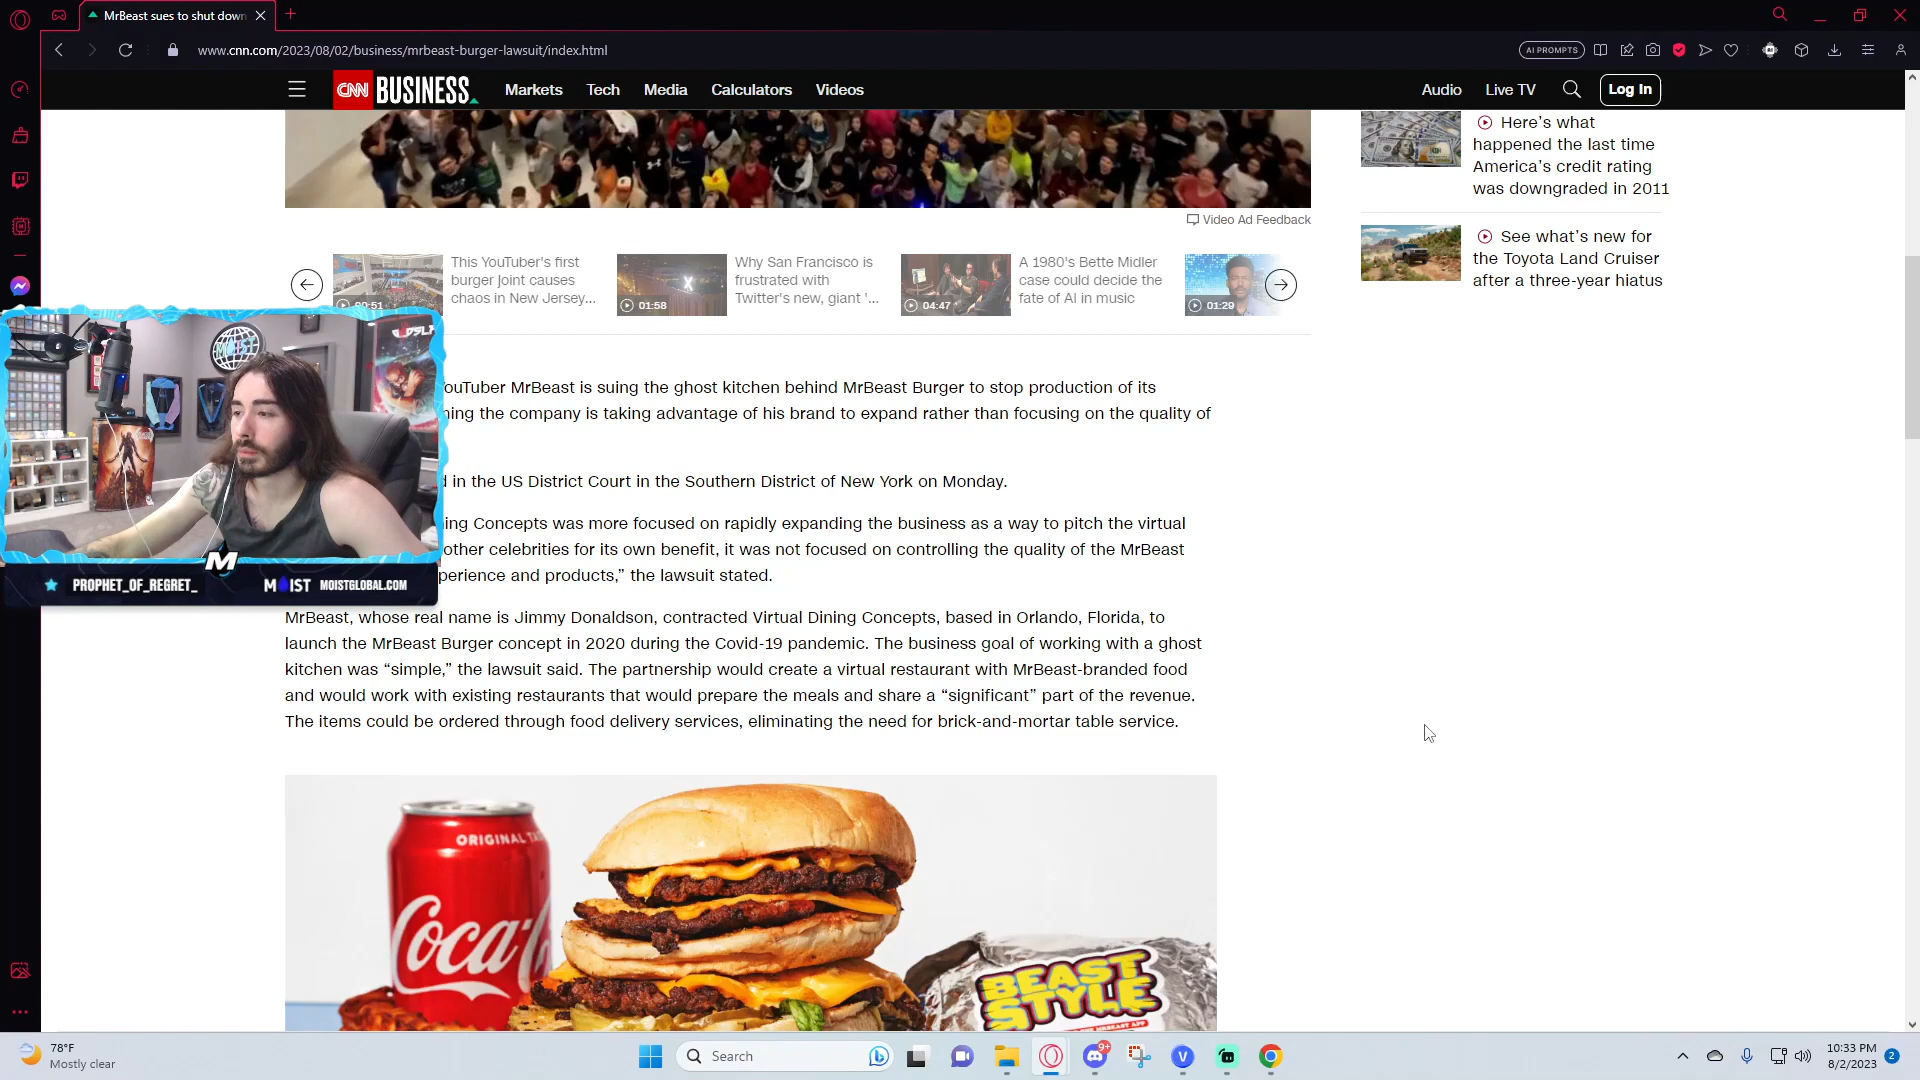 MrBeast sues to shut down
www.cnn.com/2023/08/02/business/mrbeast-burger-lawsuit/index.html
AI PROMPTS
CNN BUSINESS
Markets
Tech
Media
Calculators
Videos
Audio
Live TV
Log In
Video Ad Feedback
00:51
This YouTuber's first
burger joint causes
chaos in New Jersey...
01:58
Why San Francisco is
frustrated with
Twitter's new, giant '...
04:47
A 1980's Bette Midler
case could decide the
fate of AI in music
01:29
Here's what
happened the last time
America's credit rating
was downgraded in 2011
See what's new for
the Toyota Land Cruiser
after a three-year hiatus
ouTuber MrBeast is suing the ghost kitchen behind MrBeast Burger to stop production of its
ning the company is taking advantage of his brand to expand rather than focusing on the quality of
d in the US District Court in the Southern District of New York on Monday.
ing Concepts was more focused on rapidly expanding the business as a way to pitch the virtual
other celebrities for its own benefit, it was not focused on controlling the quality of the MrBeast
perience and products,” the lawsuit stated.
MrBeast, whose real name is Jimmy Donaldson, contracted Virtual Dining Concepts, based in Orlando, Florida, to
launch the MrBeast Burger concept in 2020 during the Covid-19 pandemic. The business goal of working with a ghost
kitchen was “simple,” the lawsuit said. The partnership would create a virtual restaurant with MrBeast-branded food
and would work with existing restaurants that would prepare the meals and share a “significant” part of the revenue.
The items could be ordered through food delivery services, eliminating the need for brick-and-mortar table service.
MOIST
M
PROPHET_OF_REGRET_
MOIST
MOISTGLOBAL.COM
ORIGINAL TA
Coca-C
BEAST
STYLE
78°F
Mostly clear
Search
9+
V
10:33 PM
8/2/2023
2